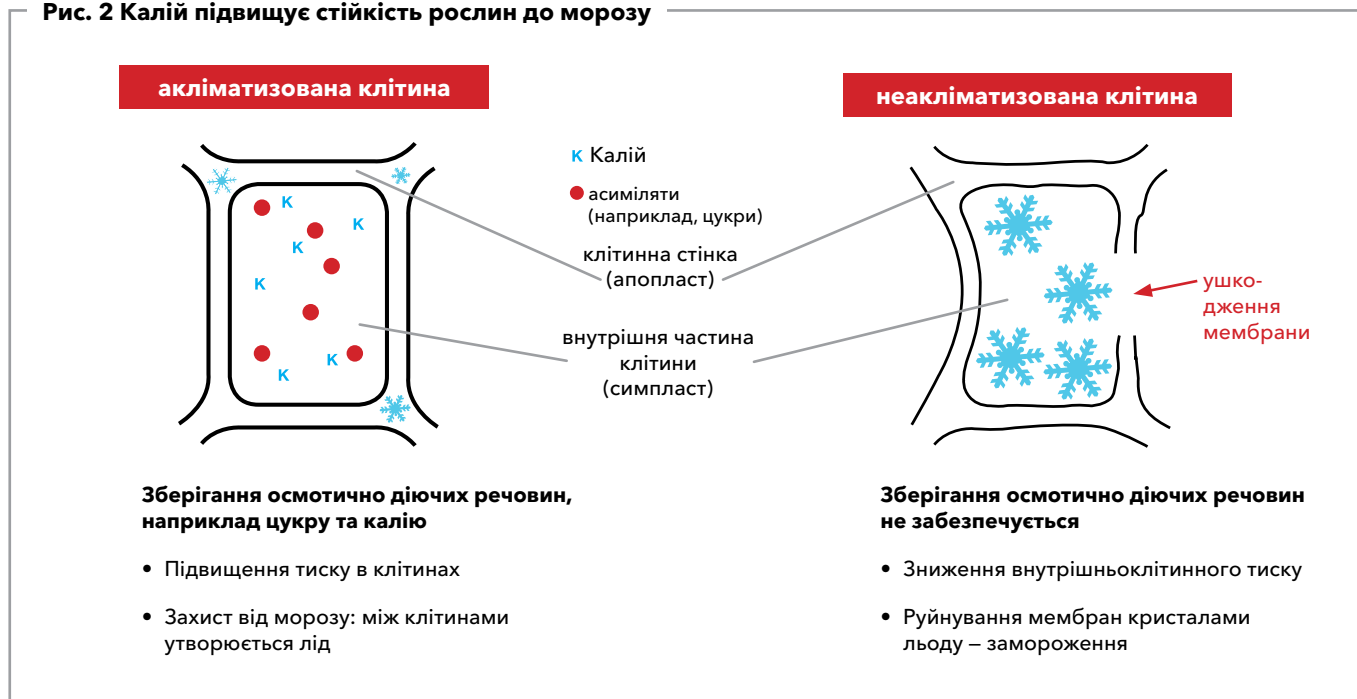 Рис. 2 Калій підвищує стійкість рослин до морозу
акліматизована клітина
неакліматизована клітина
K Калій
асиміляти
(наприклад, цукри)
клітинна стінка
(апопласт)
внутрішня частина
клітини
(симпласт)
K
K
K
K
K
K
ушко-
дження
мембрани
Зберігання осмотично діючих речовин,
наприклад цукру та калію
• Підвищення тиску в клітинах
• Захист від морозу: між клітинами
утворюється лід
Зберігання осмотично діючих речовин
не забезпечується
• Зниження внутрішньоклітинного тиску
• Руйнування мембран кристалами
льоду – замороження